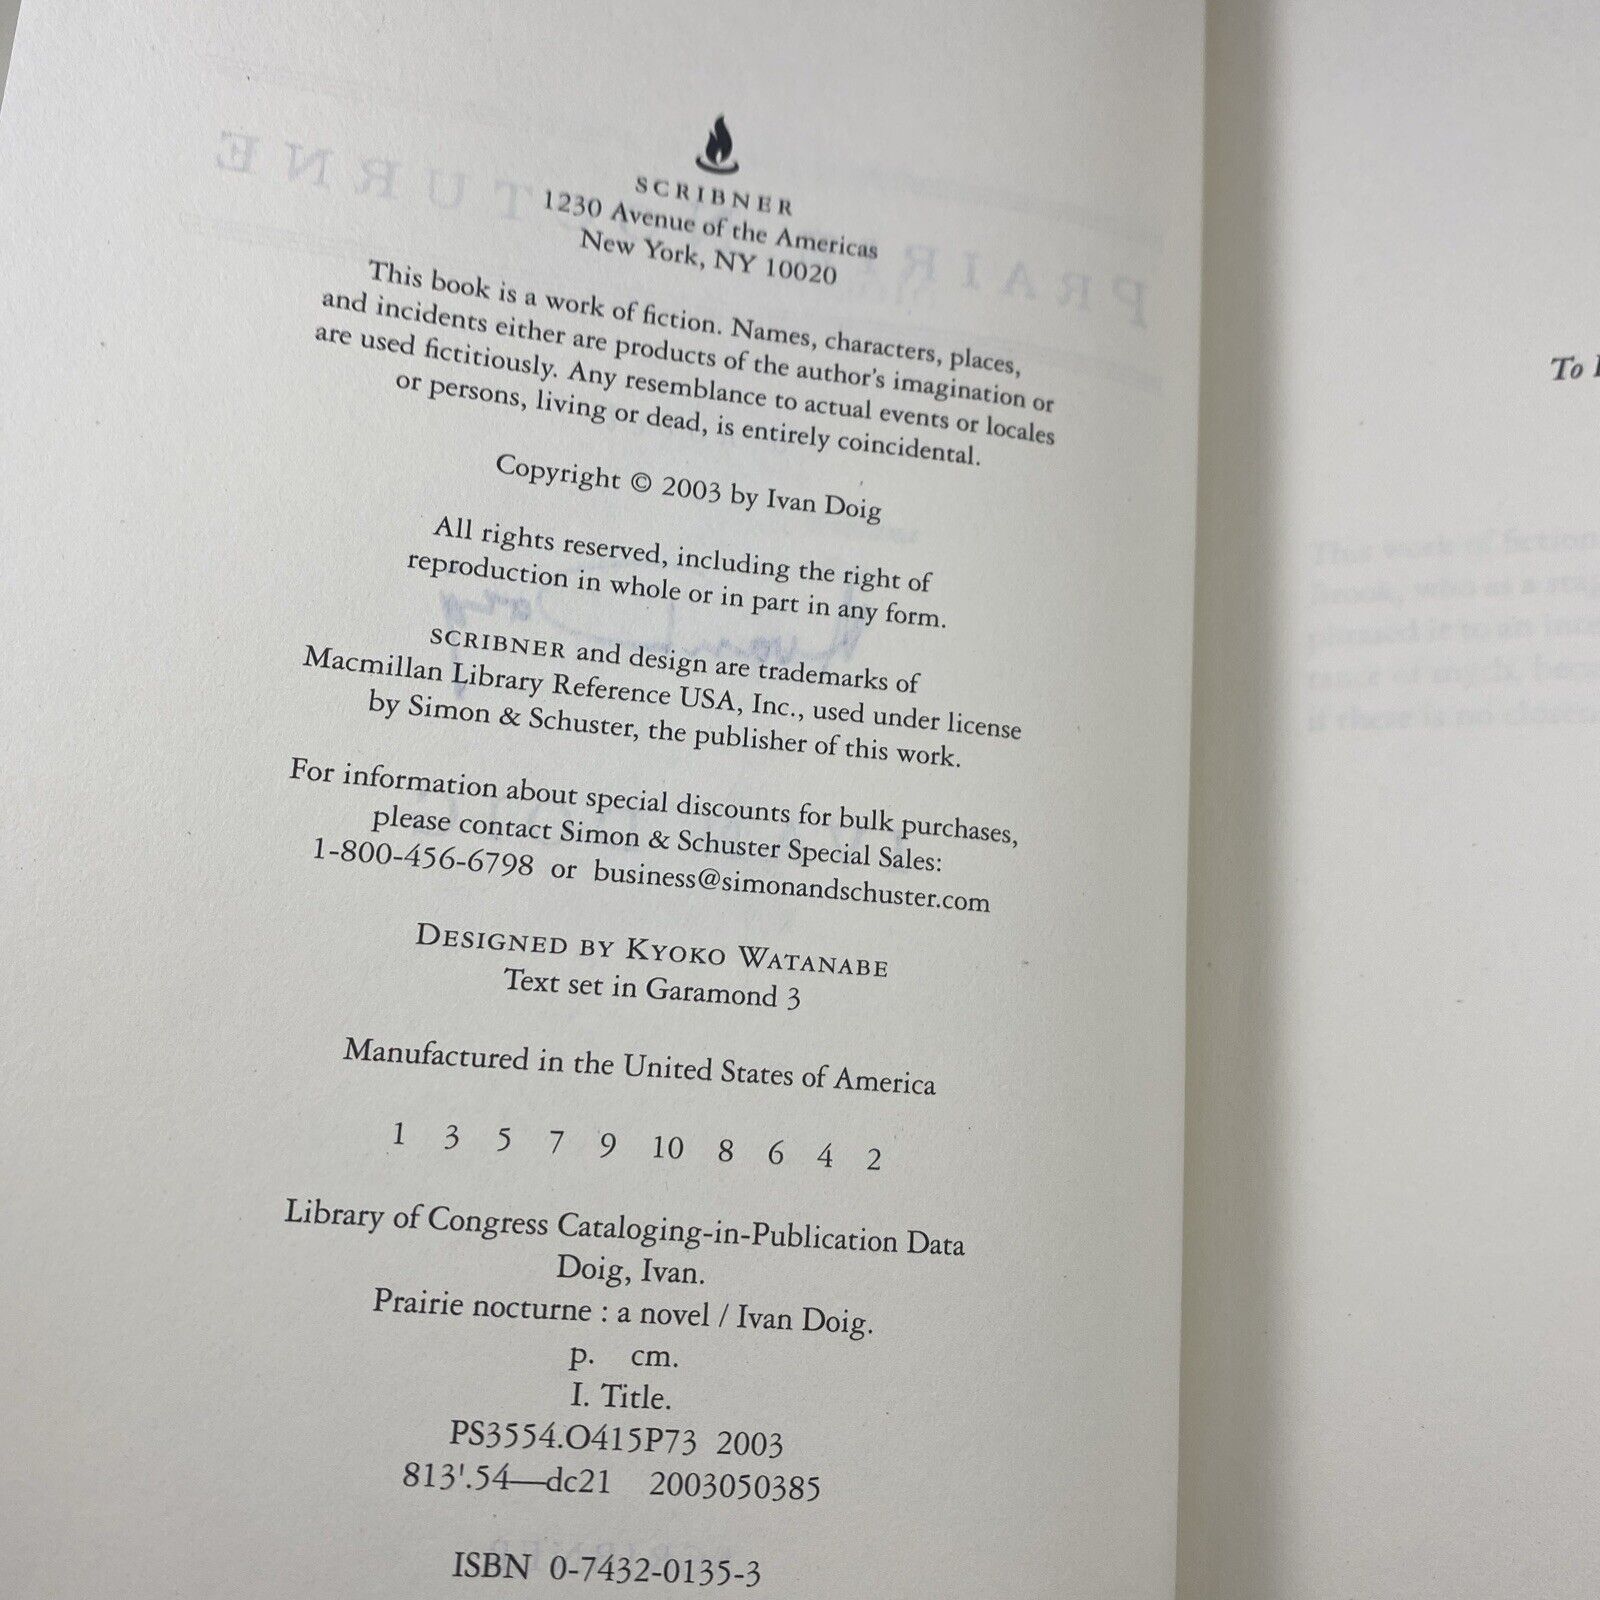 SCRIBNER
1230 Avenue of the Americas
New York, NY 10020
This book is a work of fiction. Names, characters, places,
and incidents either are products of the author's imagination or
are used fictitiously. Any resemblance to actual events or locales
or persons, living or dead, is entirely coincidental.
Copyright © 2003 by Ivan Doig
All rights reserved, including the right of
reproduction in whole or in part in any form.
SCRIBNER and design are trademarks of
Macmillan Library Reference USA, Inc., used under license
by Simon & Schuster, the publisher of this work.
For information about special discounts for bulk purchases,
please contact Simon & Schuster Special Sales:
1-800-456-6798 or business@simonandschuster.com
DESIGNED BY KYOKO WATANABE
Text set in Garamond 3
Manufactured in the United States of America
1 3 5 7 9 10 8 6 4 2
Library of Congress Cataloging-in-Publication Data
Doig, Ivan.
Prairie nocturne : a novel / Ivan Doig.
p. cm.
I. Title.
PS3554.O415P73 2003
813'.54—dc21 2003050385
ISBN 0-7432-0135-3
To